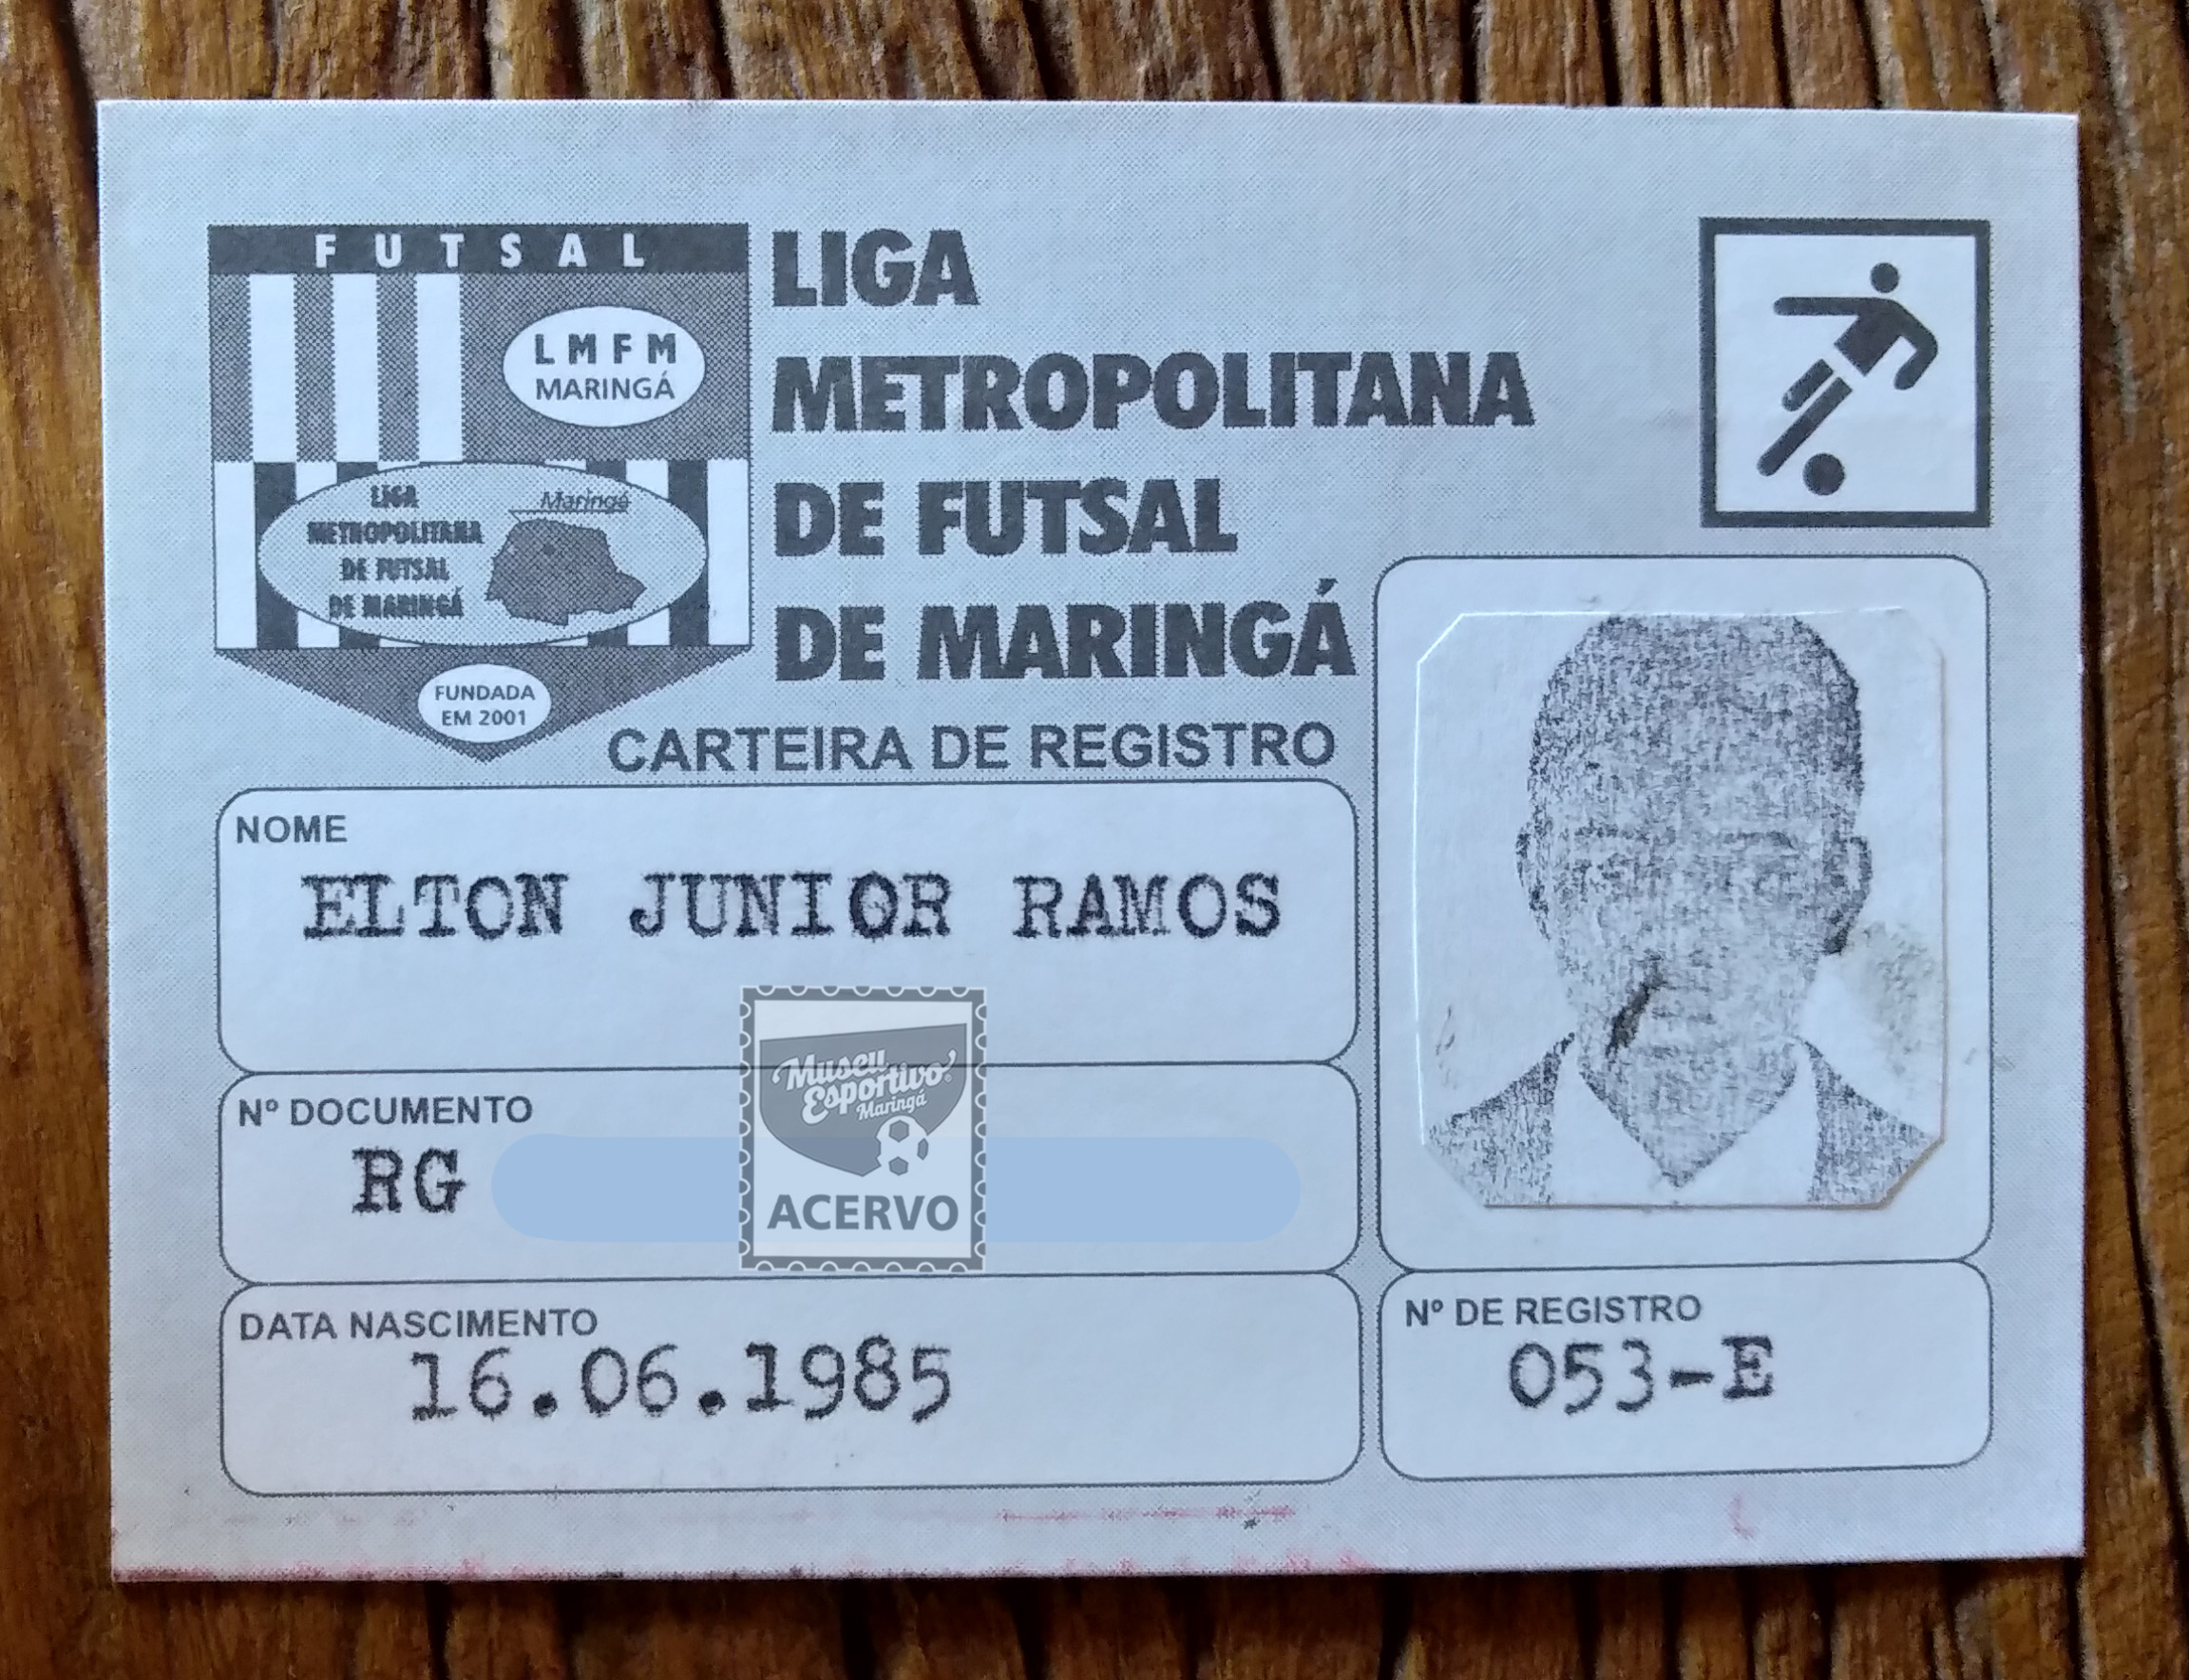 FUTSAL
LMFM
MARINGÁ
LIGA
METROPOLITANA
DE FUTSAL
DE MARINGÁ
Maringá
FUNDADA
EM 2001
LIGA
METROPOLITANA
DE FUTSAL
DE MARINGÁ
CARTEIRA DE REGISTRO
NOME
ELTON JUNIOR RAMOS
Nº DOCUMENTO
RG
Museu
Esportivo
Maringá
ACERVO
DATA NASCIMENTO
16.06.1985
Nº DE REGISTRO
053-E